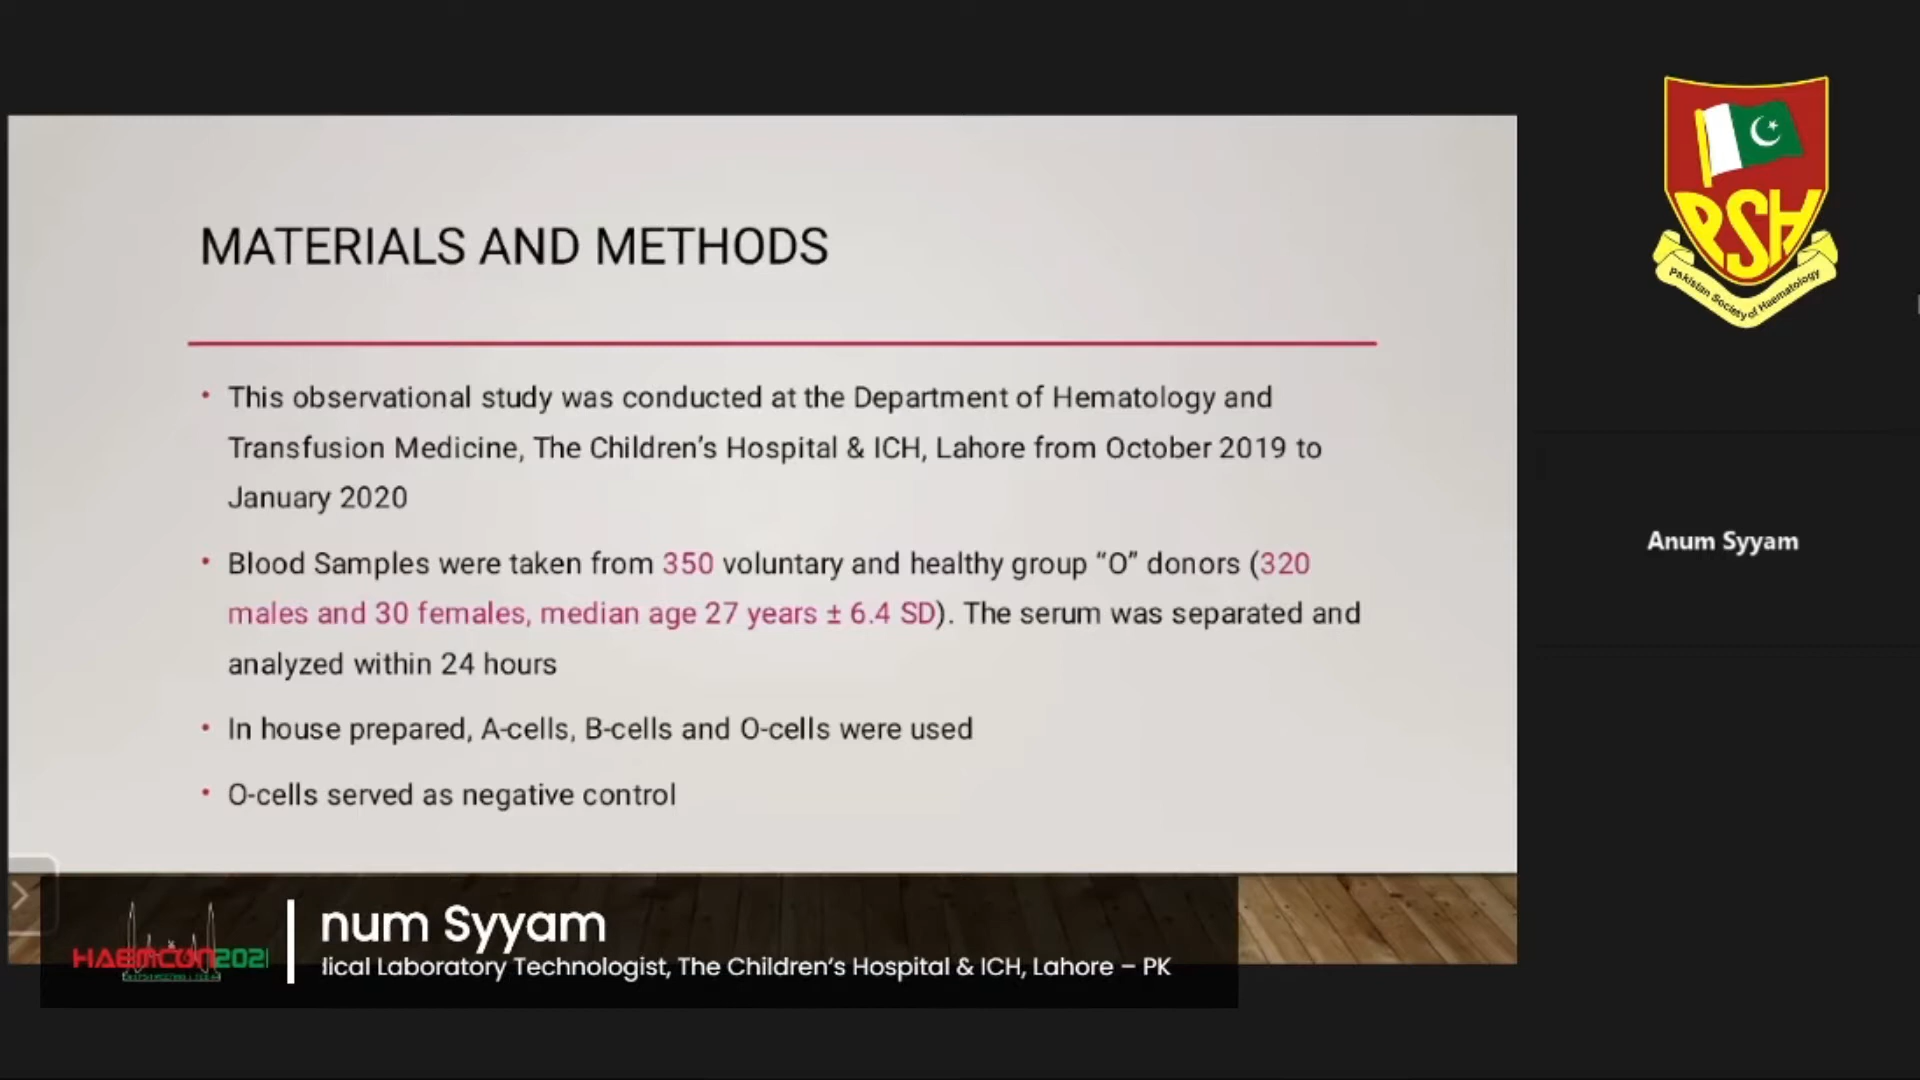 MATERIALS AND METHODS
• This observational study was conducted at the Department of Hematology and
Transfusion Medicine, The Children's Hospital & ICH, Lahore from October 2019 to
January 2020
• Blood Samples were taken from 350 voluntary and healthy group “O” donors (320
males and 30 females, median age 27 years ± 6.4 SD). The serum was separated and
analyzed within 24 hours
• In house prepared, A-cells, B-cells and O-cells were used
• O-cells served as negative control
PSH
Pakistan Society of Haematology
Anum Syyam
HAEMCON2021
num Syyam
lical Laboratory Technologist, The Children's Hospital & ICH, Lahore – PK